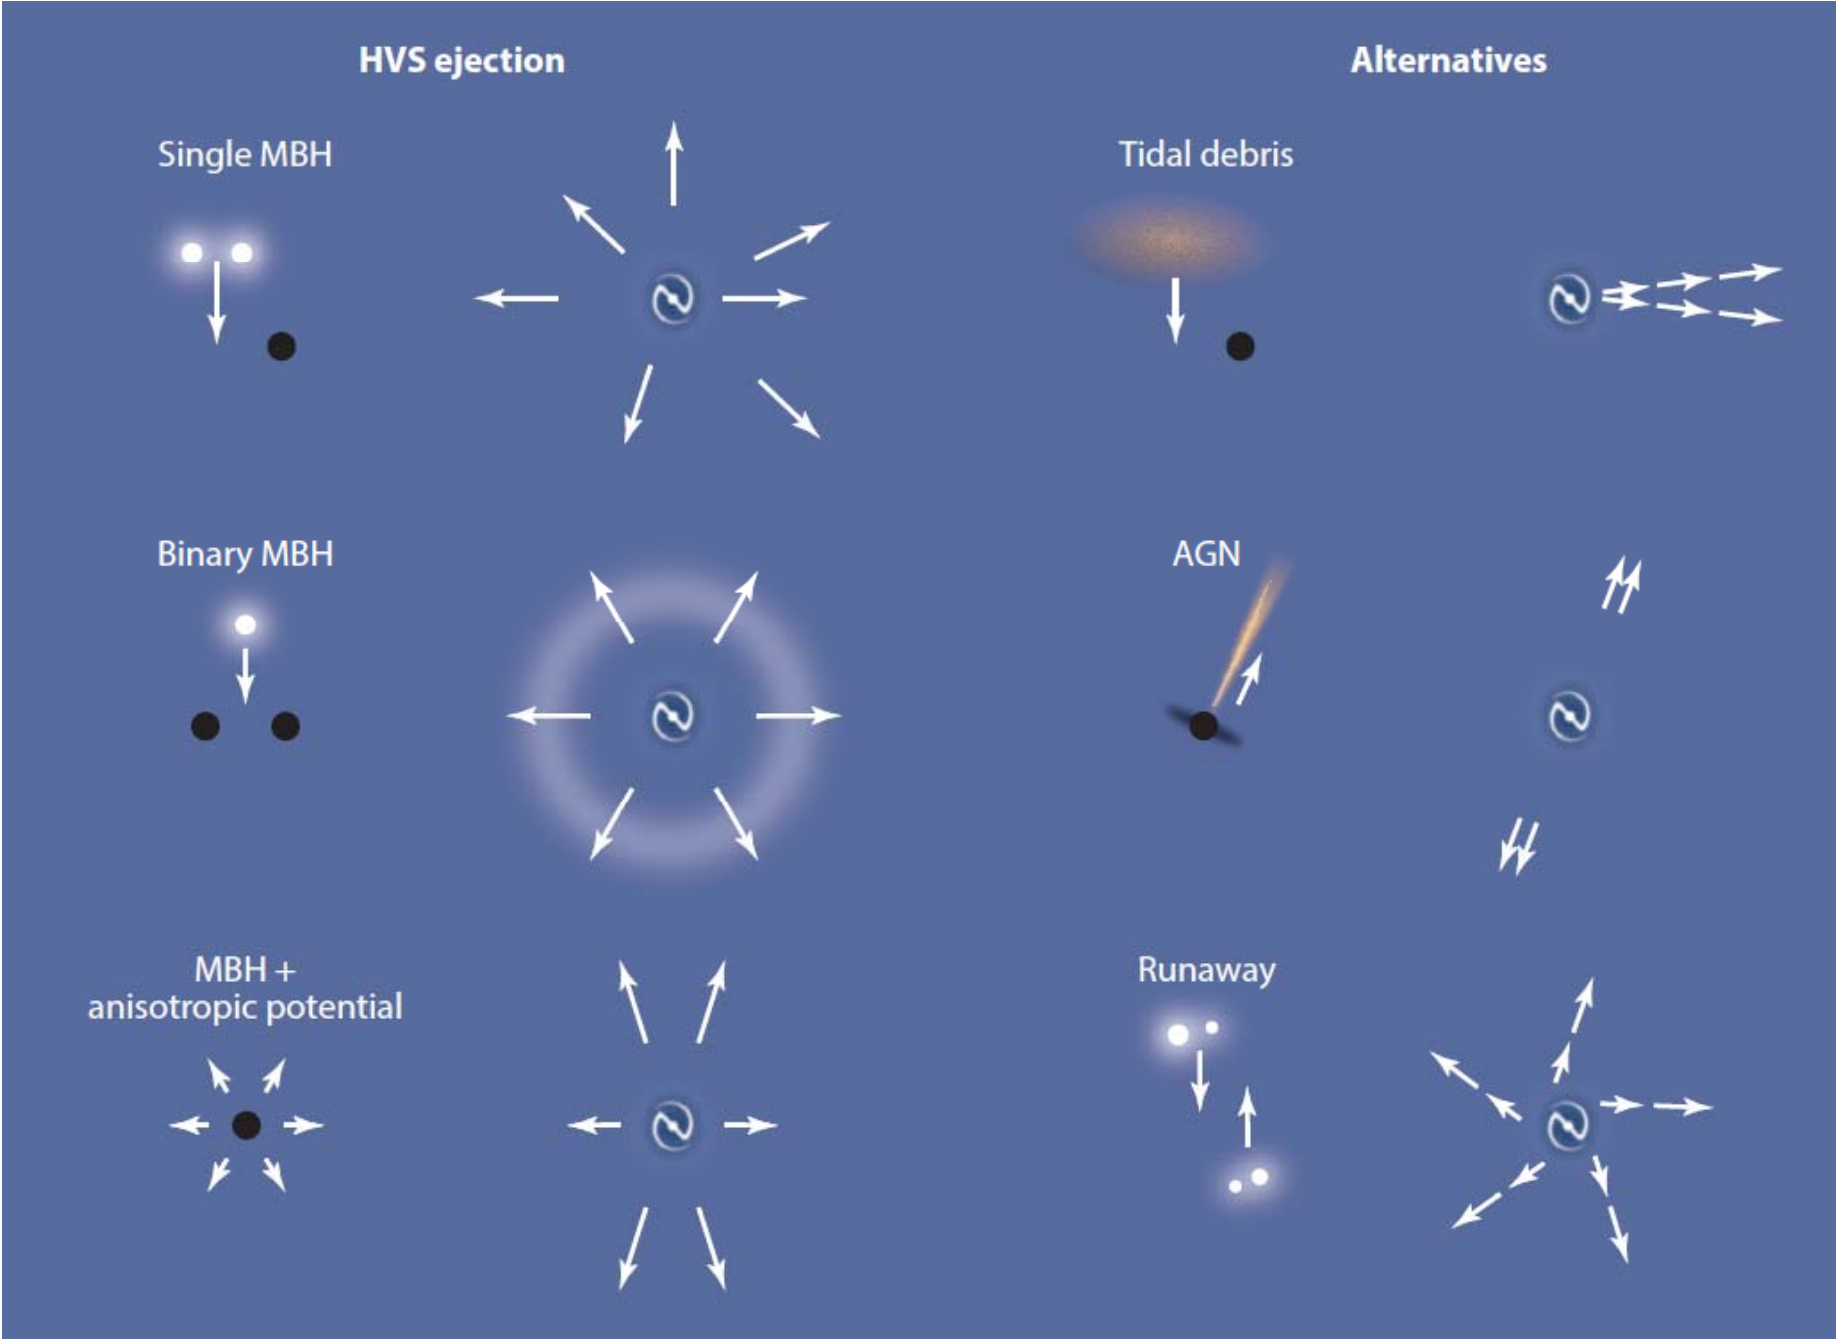 HVS ejection
Alternatives
Single MBH
Tidal debris
Binary MBH
AGN
MBH +
anisotropic potential
Runaway